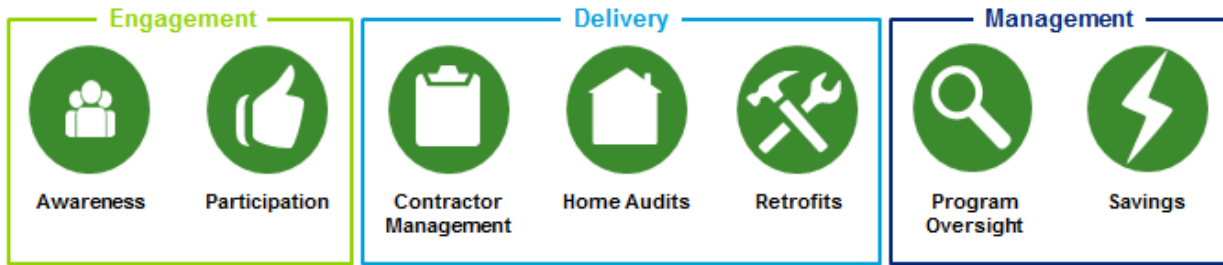 Engagement
Delivery
Management
Awareness
Participation
Contractor
Management
Home Audits
Retrofits
Program
Oversight
Savings